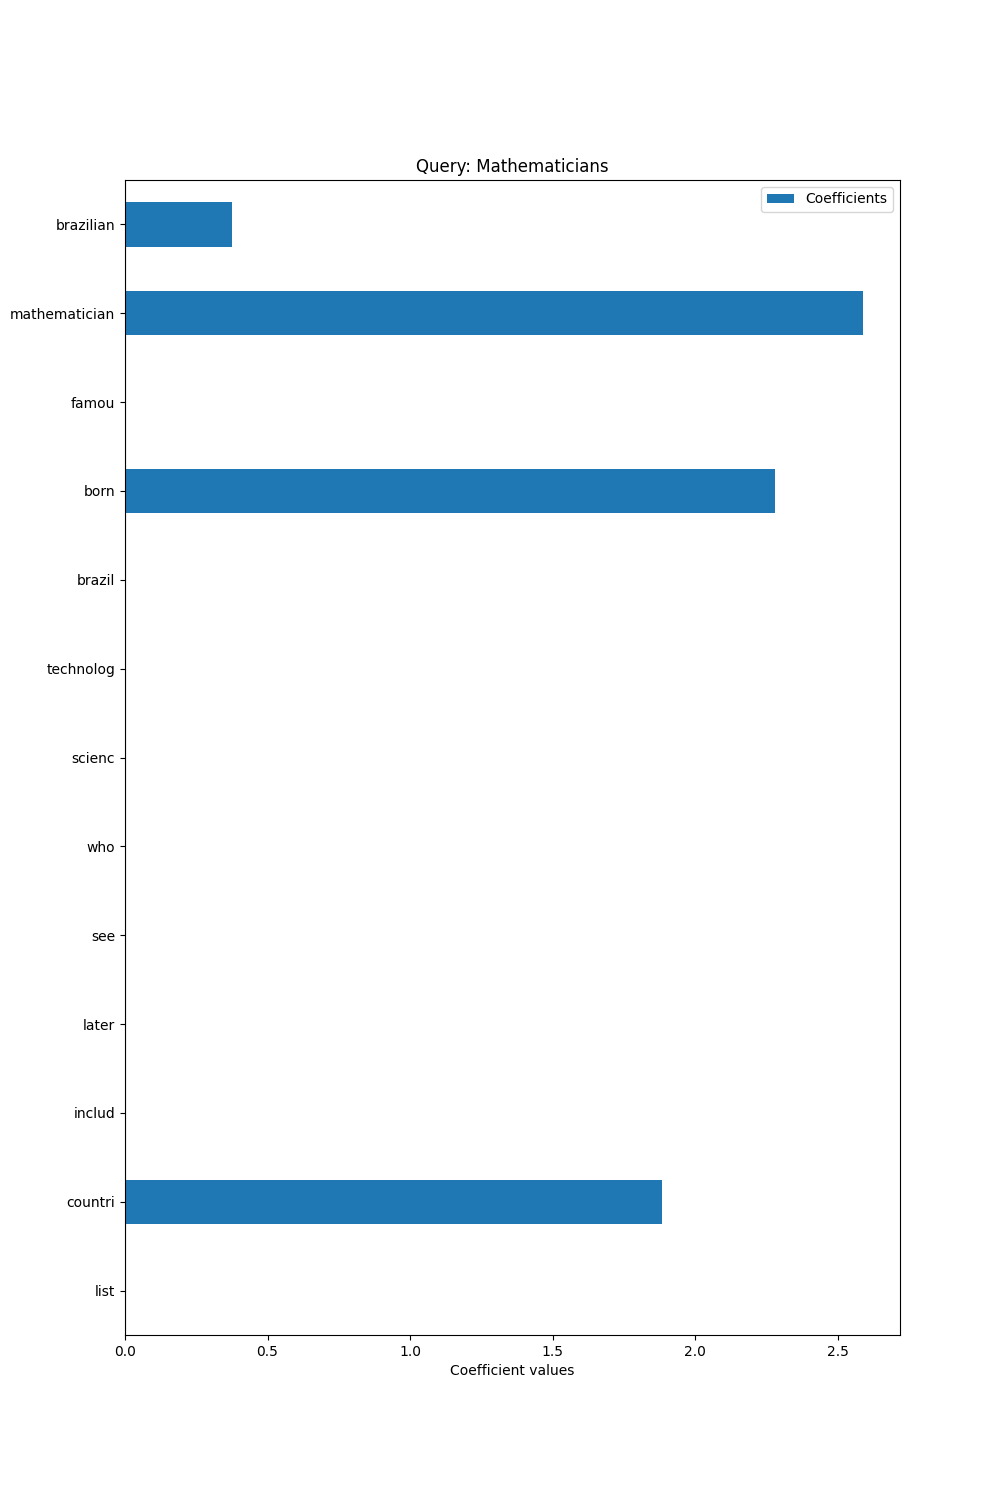 Query: Mathematicians
Coefficients
brazilian
mathematician
famou
born
brazil
technolog
scienc
who
see
later
includ
countri
list
0.0 0.5 1.0 1.5 2.0 2.5
Coefficient values